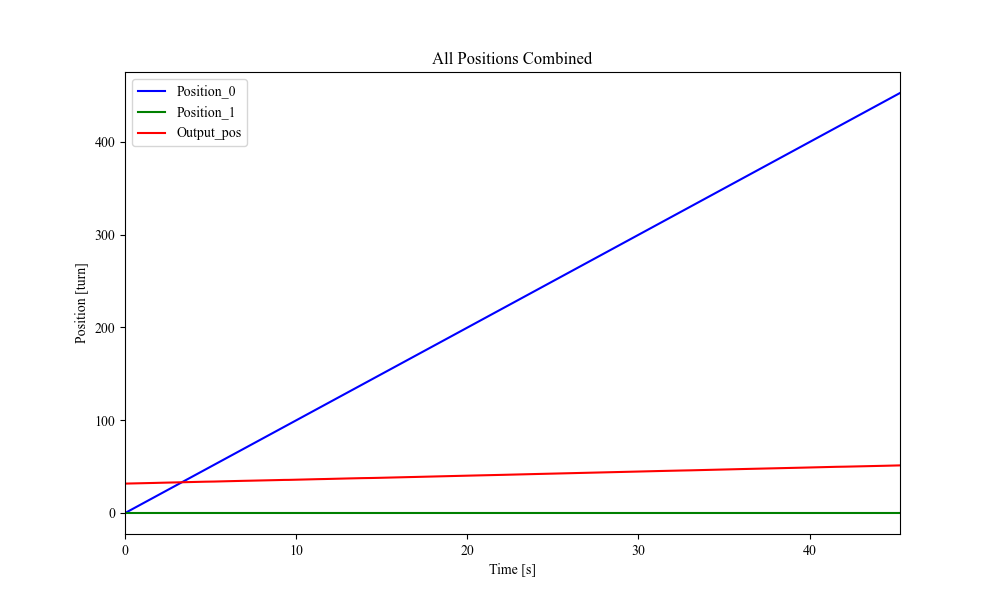 All Positions Combined
Position_0
Position_1
Output_pos
400
300
200
100
0
Position [turn]
0 10 20 30 40
Time [s]